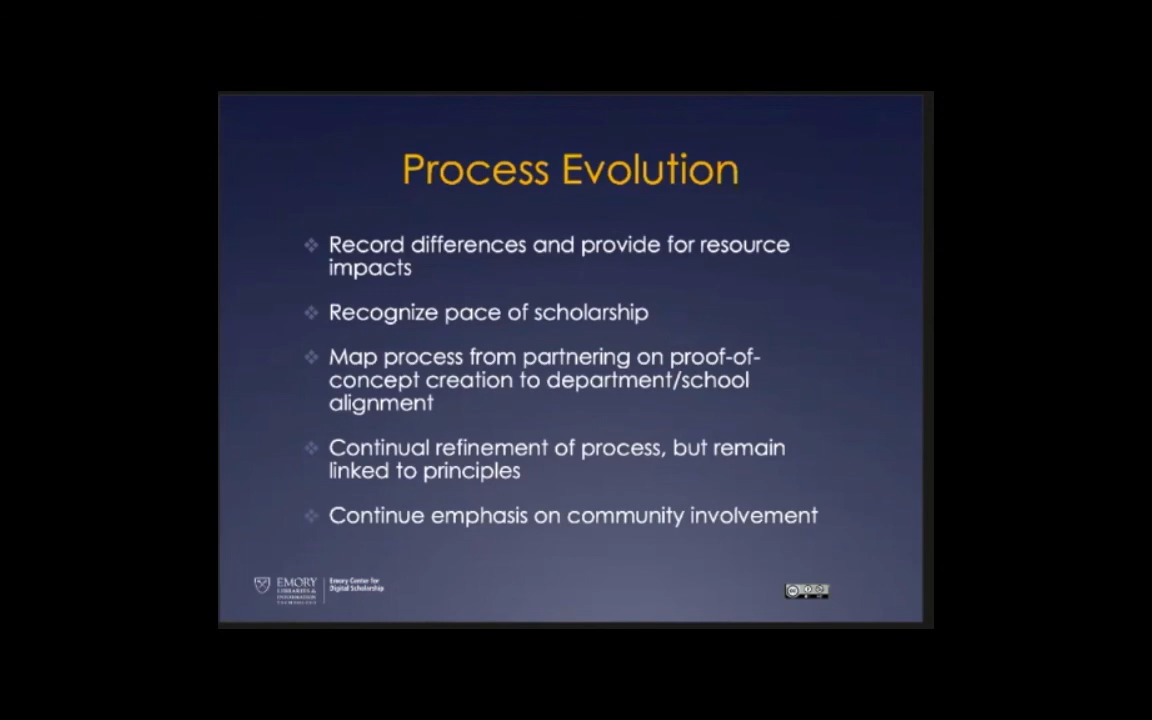 Process Evolution
Record differences and provide for resource
impacts
Recognize pace of scholarship
Map process from partnering on proof-of-
concept creation to department/school
alignment
Continual refinement of process, but remain
linked to principles
Continue emphasis on community involvement
EMORY
LIBRARIES &
INFORMATION
TECHNOLOGY
Emory Center for
Digital Scholarship